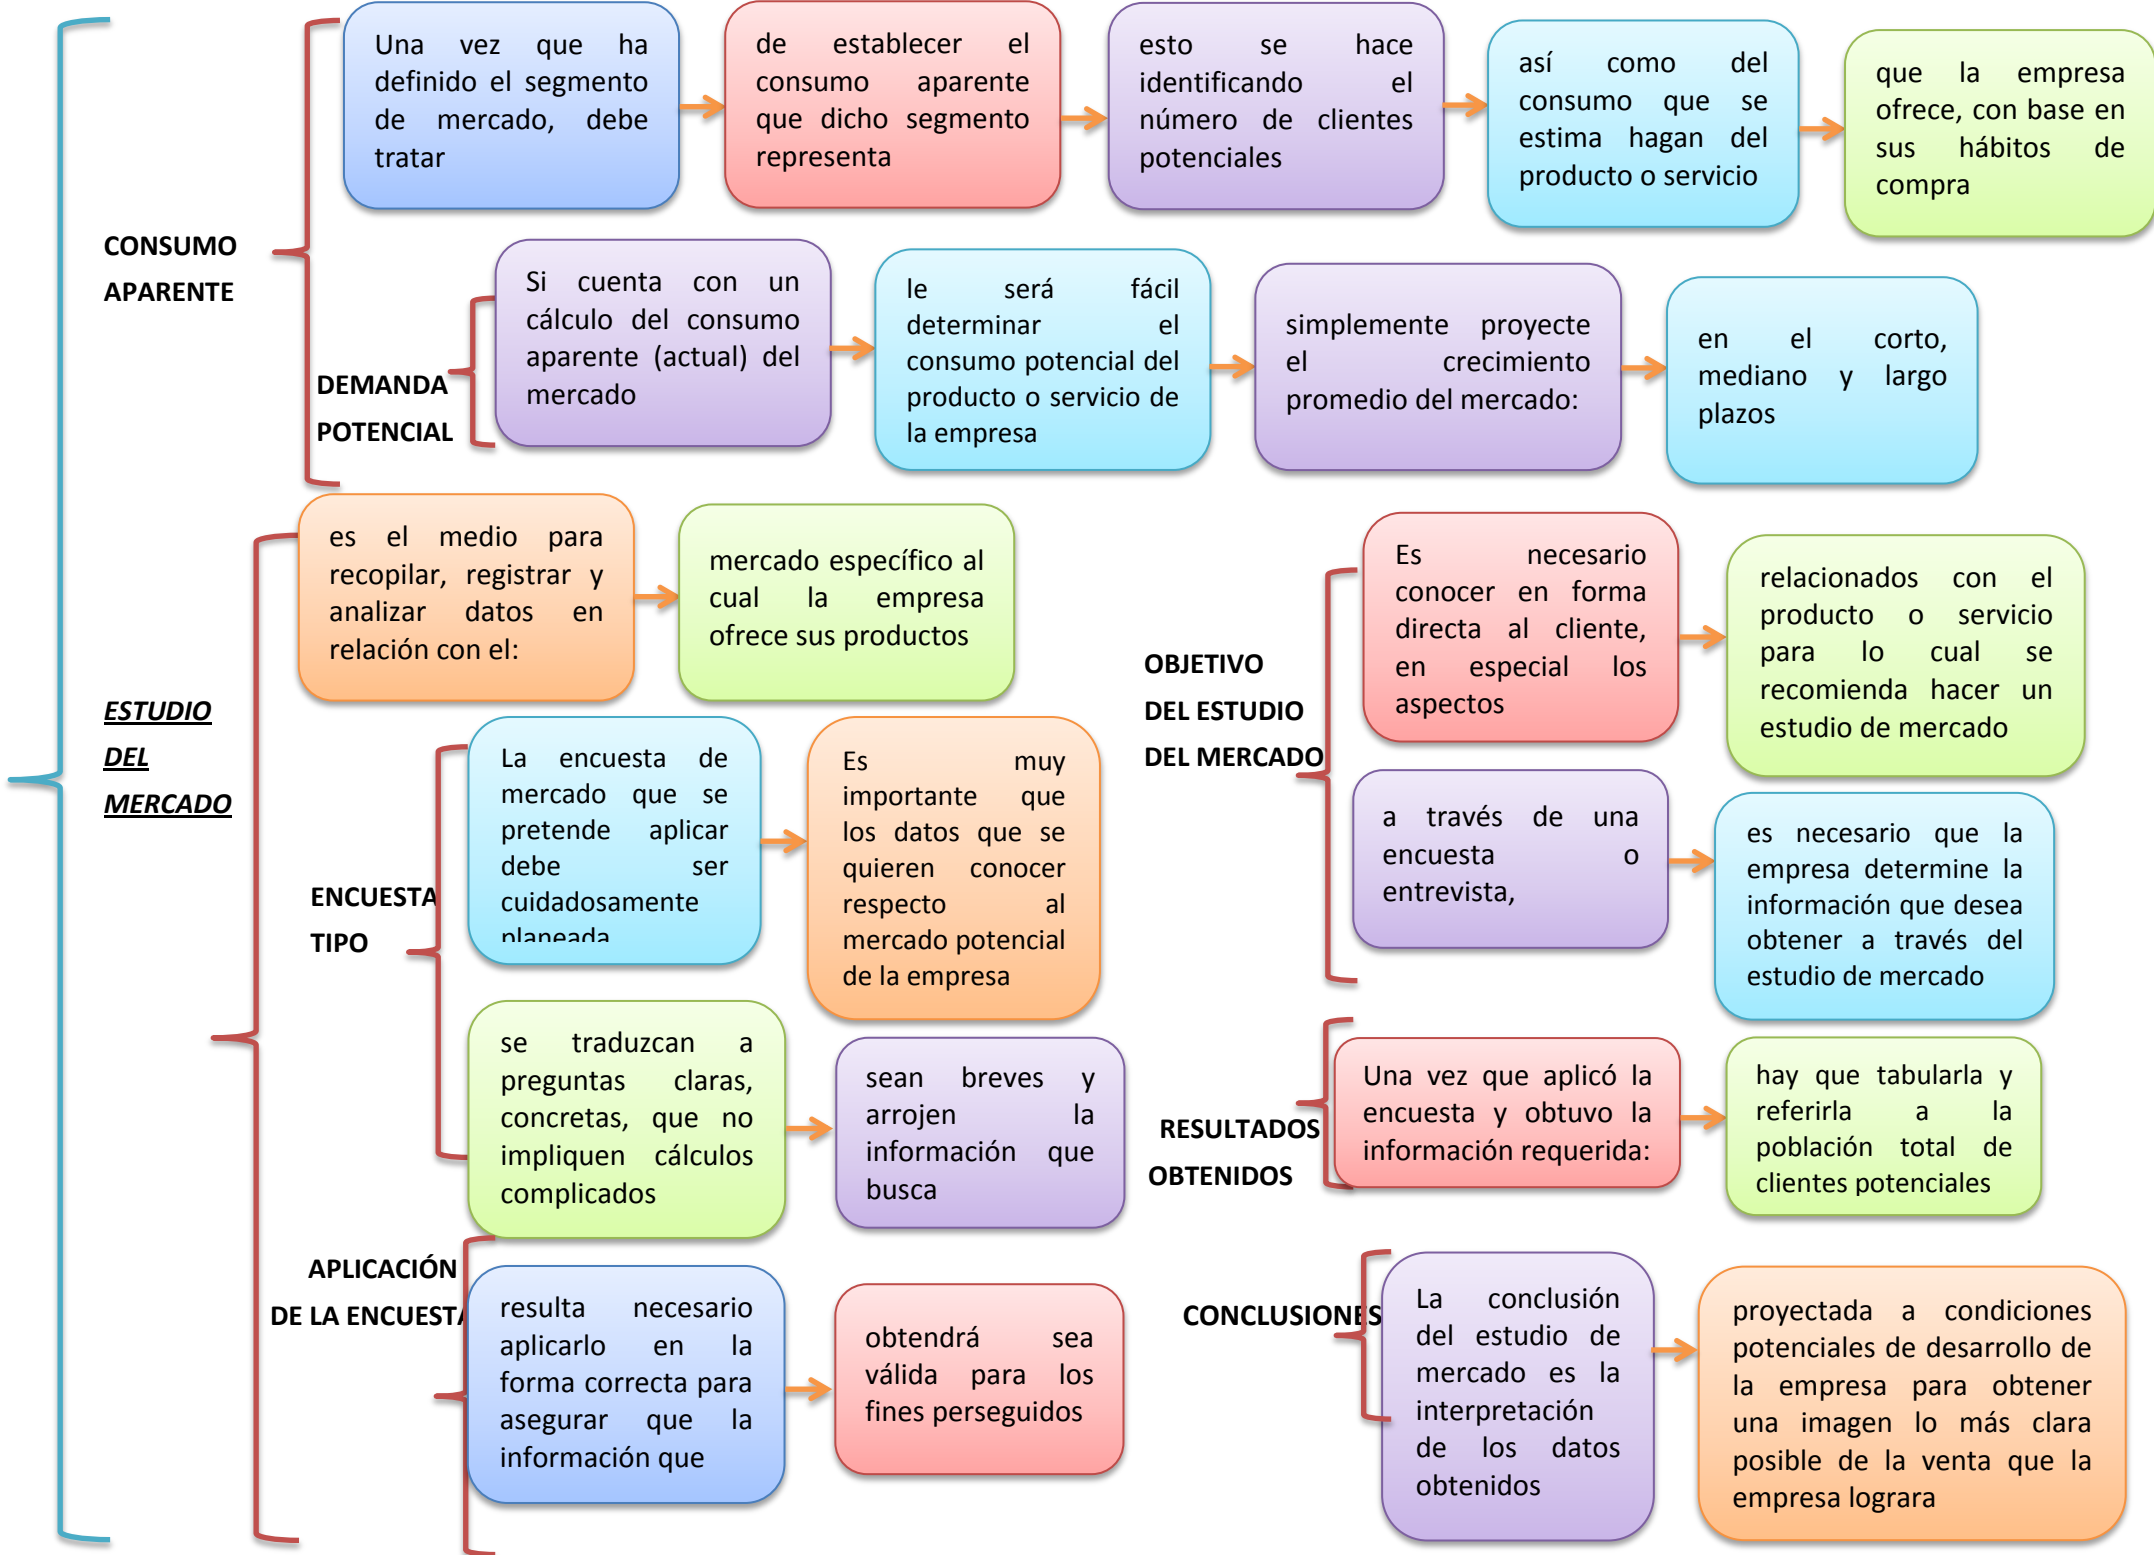 CONSUMO
APARENTE
Una vez que ha
definido el segmento
de mercado, debe
tratar
de establecer el
consumo aparente
que dicho segmento
representa
esto se hace
identificando el
número de clientes
potenciales
así como del
consumo que se
estima hagan del
producto o servicio
que la empresa
ofrece, con base en
sus hábitos de
compra
DEMANDA
POTENCIAL
Si cuenta con un
cálculo del consumo
aparente (actual) del
mercado
le será fácil
determinar el
consumo potencial del
producto o servicio de
la empresa
simplemente proyecte
el crecimiento
promedio del mercado:
en el corto,
mediano y largo
plazos
ESTUDIO
DEL
MERCADO
es el medio para
recopilar, registrar y
analizar datos en
relación con el:
mercado específico al
cual la empresa
ofrece sus productos
ENCUESTA
TIPO
La encuesta de
mercado que se
pretende aplicar
debe ser
cuidadosamente
planeada
Es muy
importante que
los datos que se
quieren conocer
respecto al
mercado potencial
de la empresa
se traduzcan a
preguntas claras,
concretas, que no
impliquen cálculos
complicados
sean breves y
arrojen la
información que
busca
APLICACIÓN
DE LA ENCUESTA
resulta necesario
aplicarlo en la
forma correcta para
asegurar que la
información que
obtendrá sea
válida para los
fines perseguidos
OBJETIVO
DEL ESTUDIO
DEL MERCADO
Es necesario
conocer en forma
directa al cliente,
en especial los
aspectos
relacionados con el
producto o servicio
para lo cual se
recomienda hacer un
estudio de mercado
a través de una
encuesta o
entrevista,
es necesario que la
empresa determine la
información que desea
obtener a través del
estudio de mercado
RESULTADOS
OBTENIDOS
Una vez que aplicó la
encuesta y obtuvo la
información requerida:
hay que tabularla y
referirla a la
población total de
clientes potenciales
CONCLUSIONES
La conclusión
del estudio de
mercado es la
interpretación
de los datos
obtenidos
proyectada a condiciones
potenciales de desarrollo de
la empresa para obtener
una imagen lo más clara
posible de la venta que la
empresa lograra